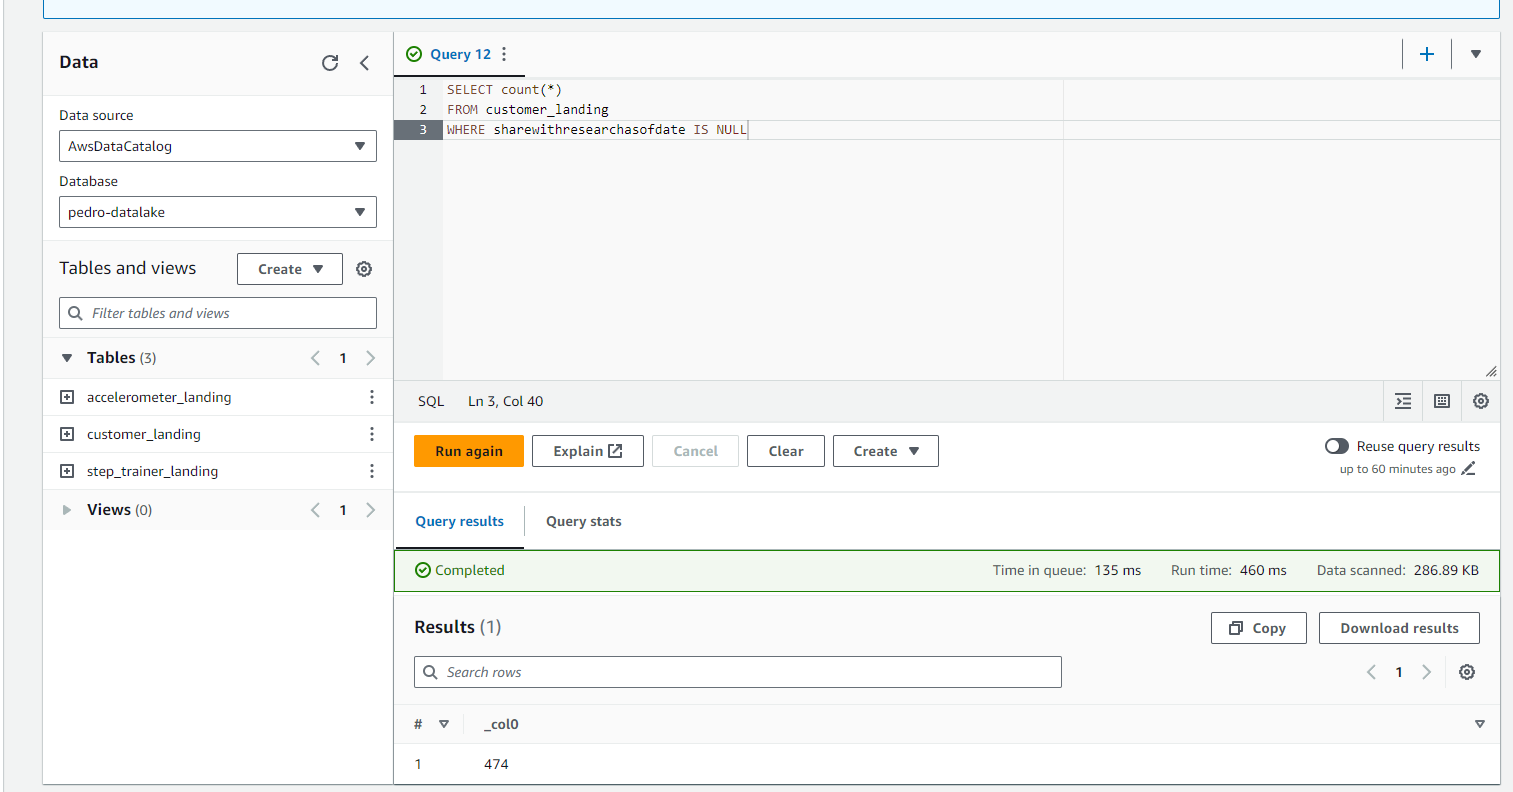 Data
Data source
AwsDataCatalog
Database
pedro-datalake
Tables and views
Create
Filter tables and views
Tables (3)
1
accelerometer_landing
customer_landing
step_trainer_landing
Views (0)
1
Query 12
1 SELECT count(*)
2 FROM customer_landing
3 WHERE sharewithresearchasofdate IS NULL
SQL Ln 3, Col 40
Run again Explain Cancel Clear Create
Reuse query results
up to 60 minutes ago
Query results Query stats
Completed Time in queue: 135 ms Run time: 460 ms Data scanned: 286.89 KB
Results (1) Copy Download results
Search rows 1
# _col0
1 474